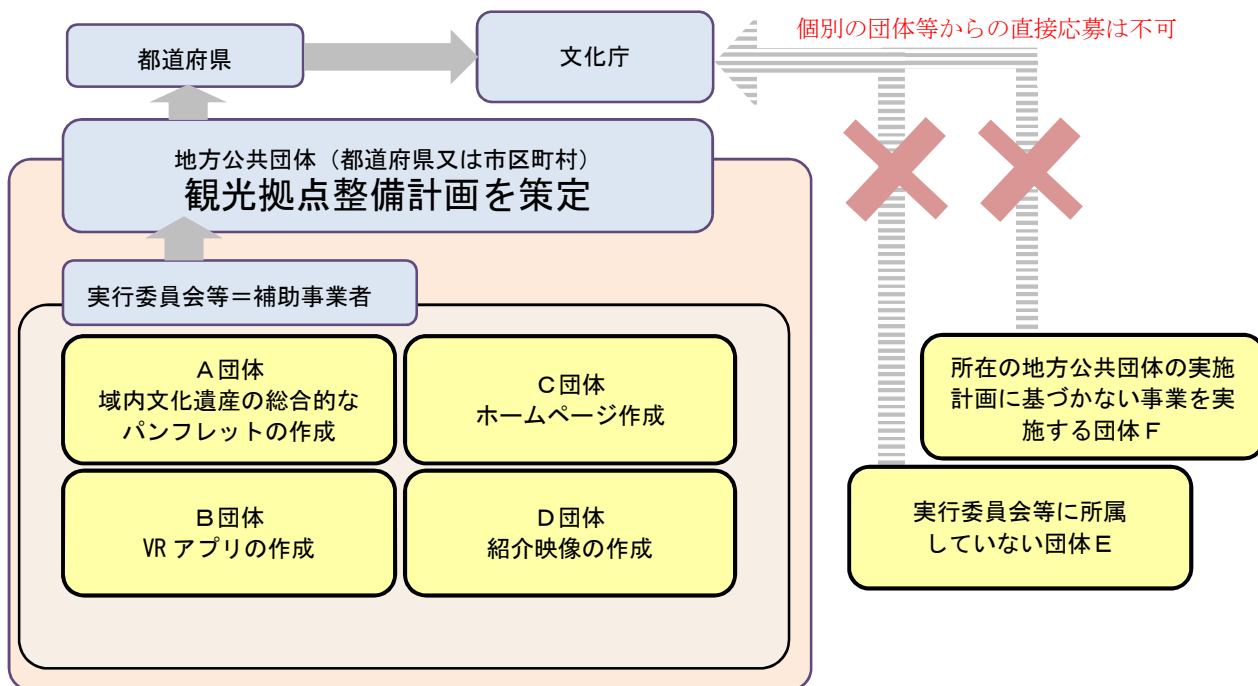 個別の団体等からの直接応募は不可
都道府県
文化庁
地方公共団体（都道府県又は市区町村）
観光拠点整備計画を策定
実行委員会等＝補助事業者
Ａ団体
域内文化遺産の総合的な
パンフレットの作成
Ｃ団体
ホームページ作成
Ｂ団体
VR アプリの作成
Ｄ団体
紹介映像の作成
所在の地方公共団体の実施
計画に基づかない事業を実
施する団体Ｆ
実行委員会等に所属
していない団体Ｅ